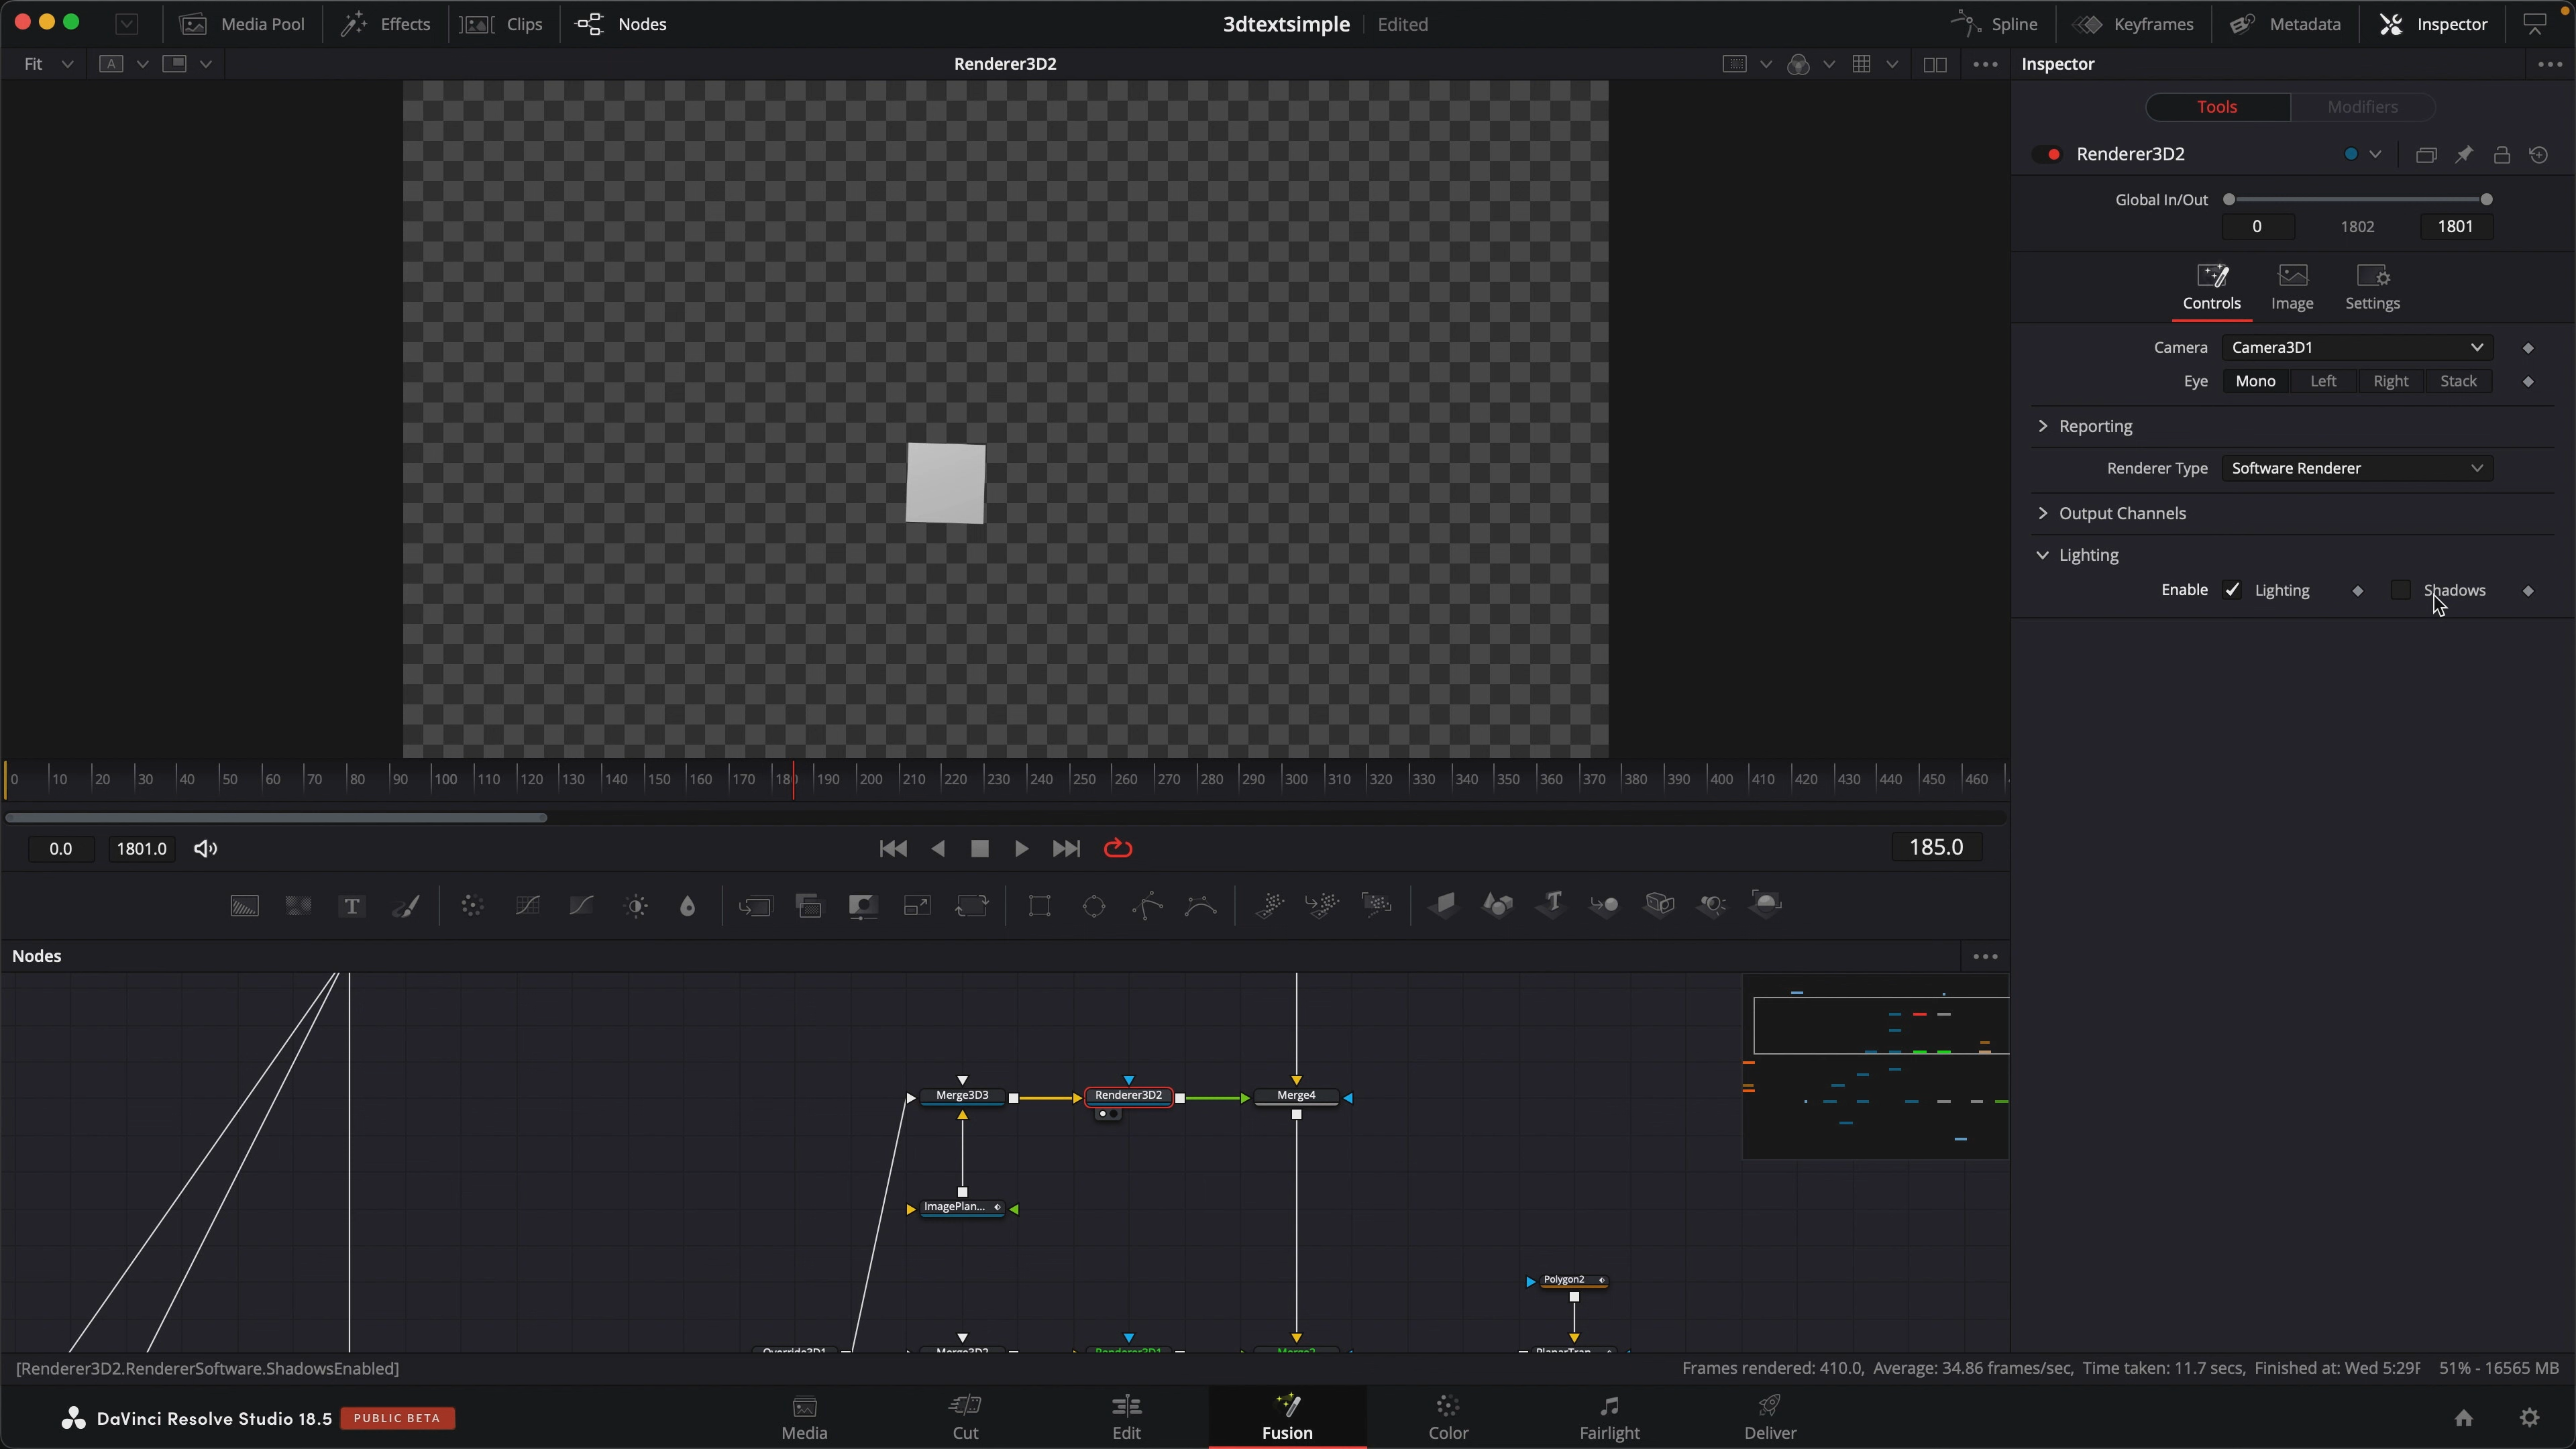 Media Pool Effects Clips Nodes 3dtextsimple Edited Spline Keyframes Metadata Inspector
Fit A Renderer3D2 Inspector
Tools Modifiers
Renderer3D2
Global In/Out
0 1802 1801
Controls Image Settings
Camera Camera3D1
Eye Mono Left Right Stack
Reporting
Renderer Type Software Renderer
Output Channels
Lighting
Enable Lighting Shadows
0 10 20 30 40 50 60 70 80 90 100 110 120 130 140 150 160 170 180 190 200 210 220 230 240 250 260 270 280 290 300 310 320 330 340 350 360 370 380 390 400 410 420 430 440 450 460
0.0 1801.0 185.0
T T
Nodes
Merge3D3 Renderer3D2 Merge4
ImagePlan...
Polygon2
Override3D1 Merge3D2 Renderer3D1 Merge2 PlanarTran...
[Renderer3D2.RendererSoftware.ShadowsEnabled] Frames rendered: 410.0, Average: 34.86 frames/sec, Time taken: 11.7 secs, Finished at: Wed 5:29P 51% - 16565 MB
DaVinci Resolve Studio 18.5 PUBLIC BETA Media Cut Edit Fusion Color Fairlight Deliver